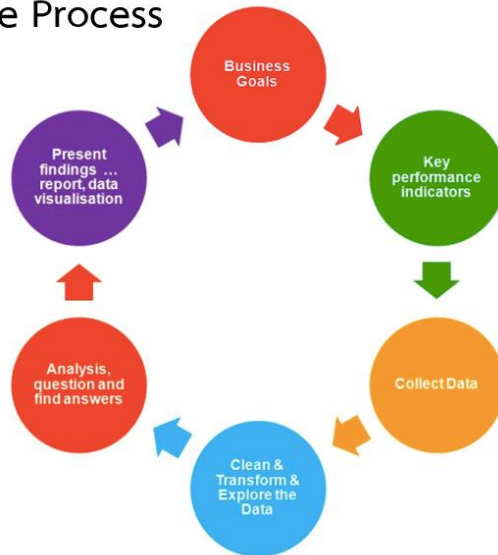 e Process
Business
Goals
Key
performance
indicators
Collect Data
Clean &
Transform &
Explore the
Data
Analysis,
question and
find answers
Present
findings ...
report, data
visualisation